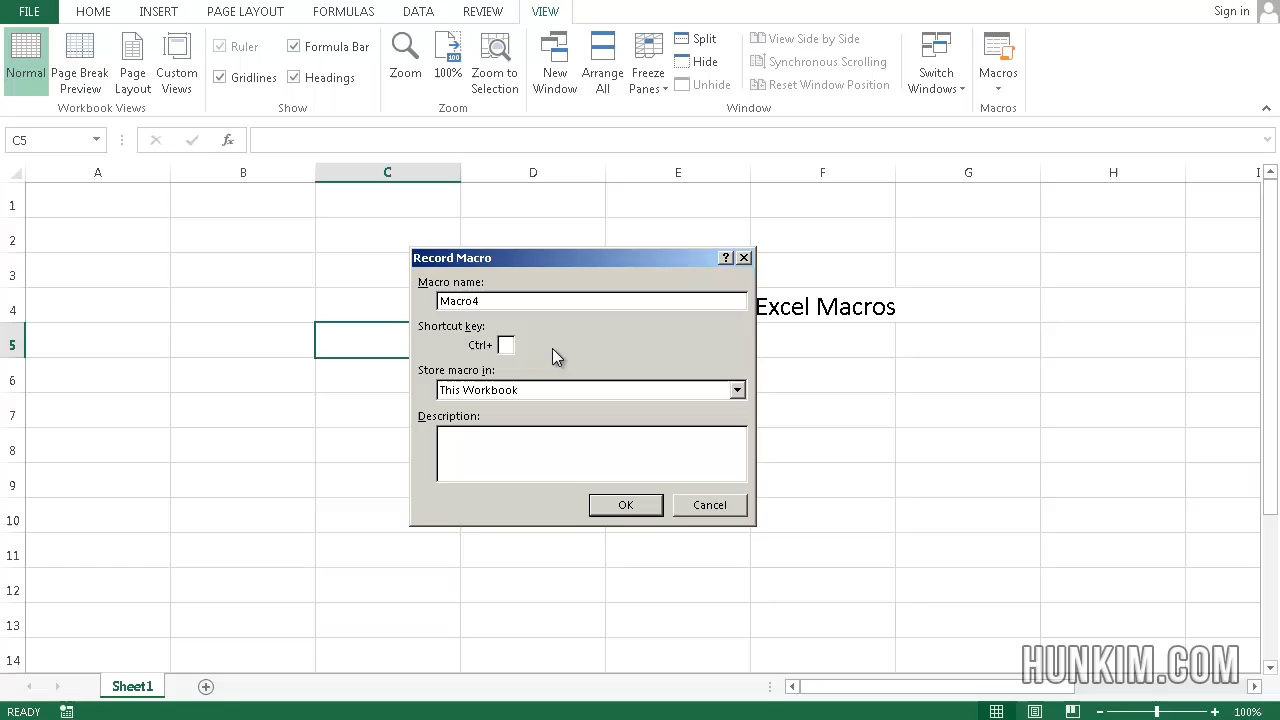 FILE HOME INSERT PAGE LAYOUT FORMULAS DATA REVIEW VIEW Sign in
Normal
Page Break Preview
Page Layout
Custom Views
Workbook Views
Ruler
Formula Bar
Gridlines
Headings
Show
Zoom
100
100%
Zoom to Selection
Zoom
New Window
Arrange All
Freeze Panes
Split
Hide
Unhide
View Side by Side
Synchronous Scrolling
Reset Window Position
Switch Windows
Window
Macros
Macros
C5
fx
A B C D E F G H I
1
2
3
4
5
6
7
8
9
10
11
12
13
14
Excel Macros
Record Macro
?
Macro name:
Macro4
Shortcut key:
Ctrl+
Store macro in:
This Workbook
Description:
OK Cancel
HUNKIM.COM
Sheet1
READY
100%